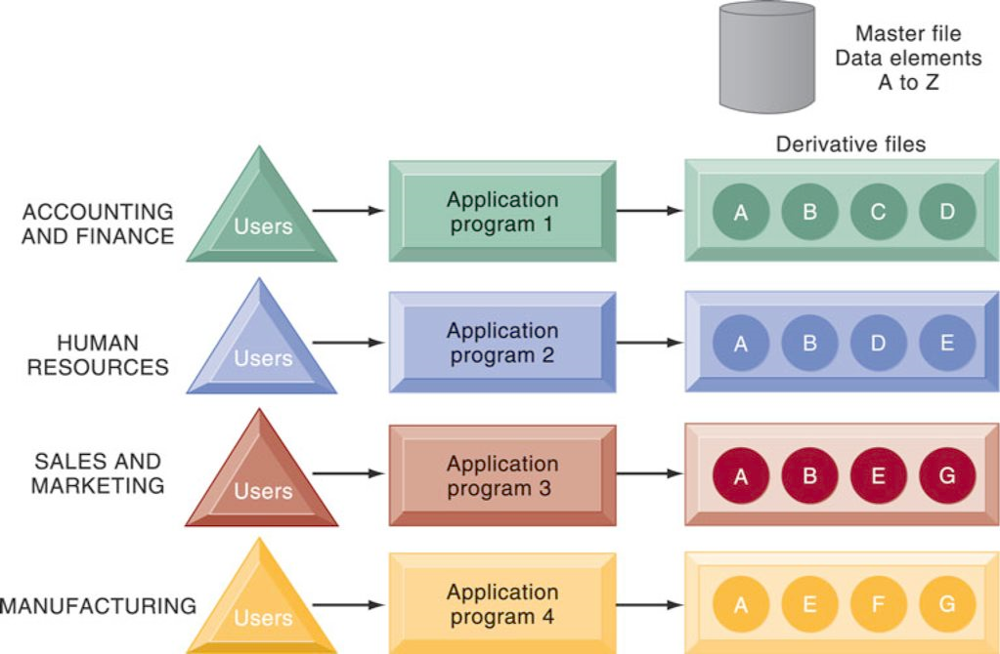 Master file
Data elements
A to Z
Derivative files
ACCOUNTING
AND FINANCE
Users
Application
program 1
A B C D
HUMAN
RESOURCES
Users
Application
program 2
A B D E
SALES AND
MARKETING
Users
Application
program 3
A B E G
MANUFACTURING
Users
Application
program 4
A E F G